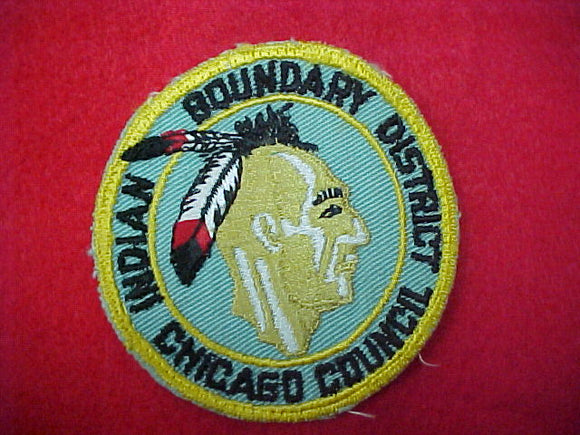 INDIAN BOUNDARY DISTRICT
CHICAGO COUNCIL